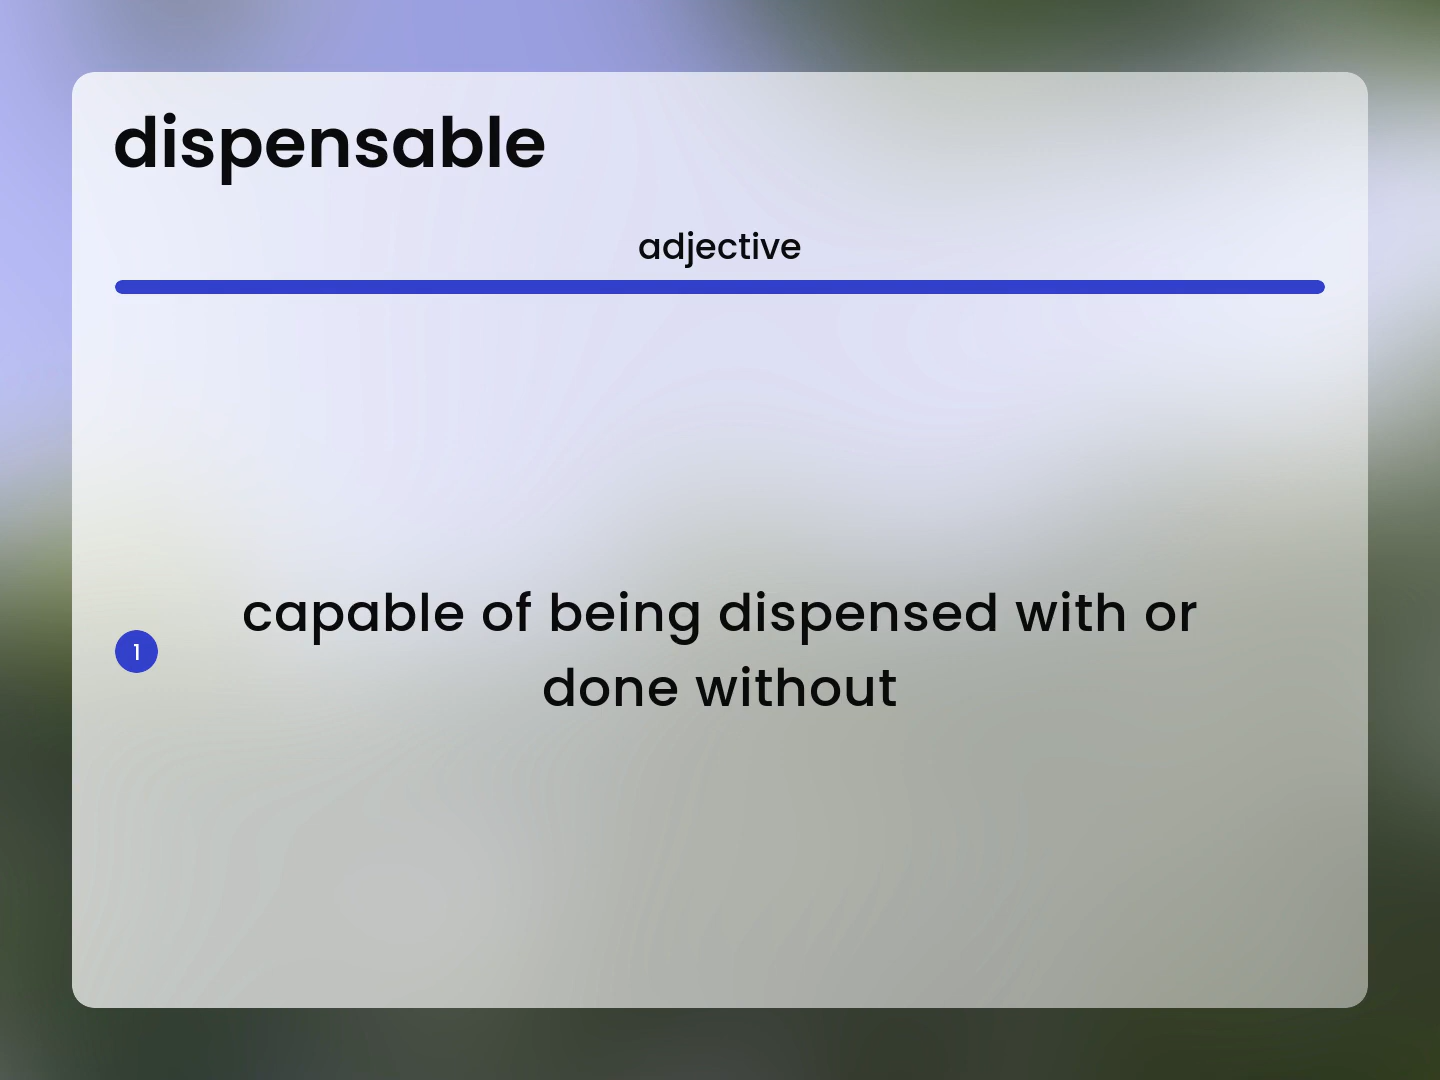 dispensable
adjective
1
capable of being dispensed with or
done without